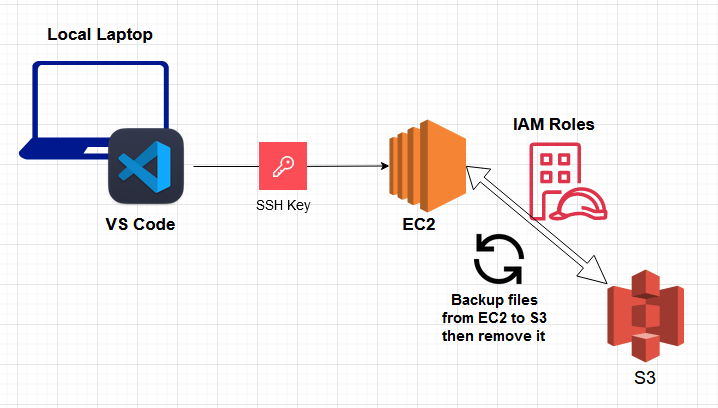 Local Laptop
VS Code
SSH Key
EC2
IAM Roles
Backup files
from EC2 to S3
then remove it
S3